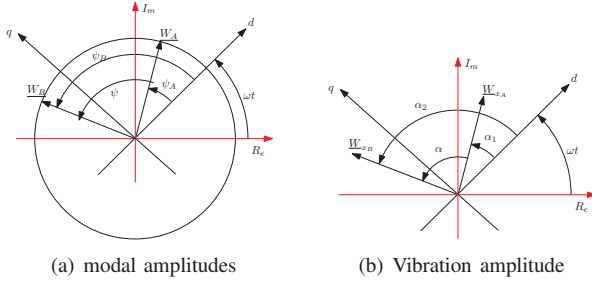 I_m
q
W_A
d
ψ_B
ψ_A
W_B
ψ
ωt
R_e
(a) modal amplitudes
I_m
d
q
W_{x_A}
α_2
W_{x_B}
α
α_1
ωt
R_e
(b) Vibration amplitude